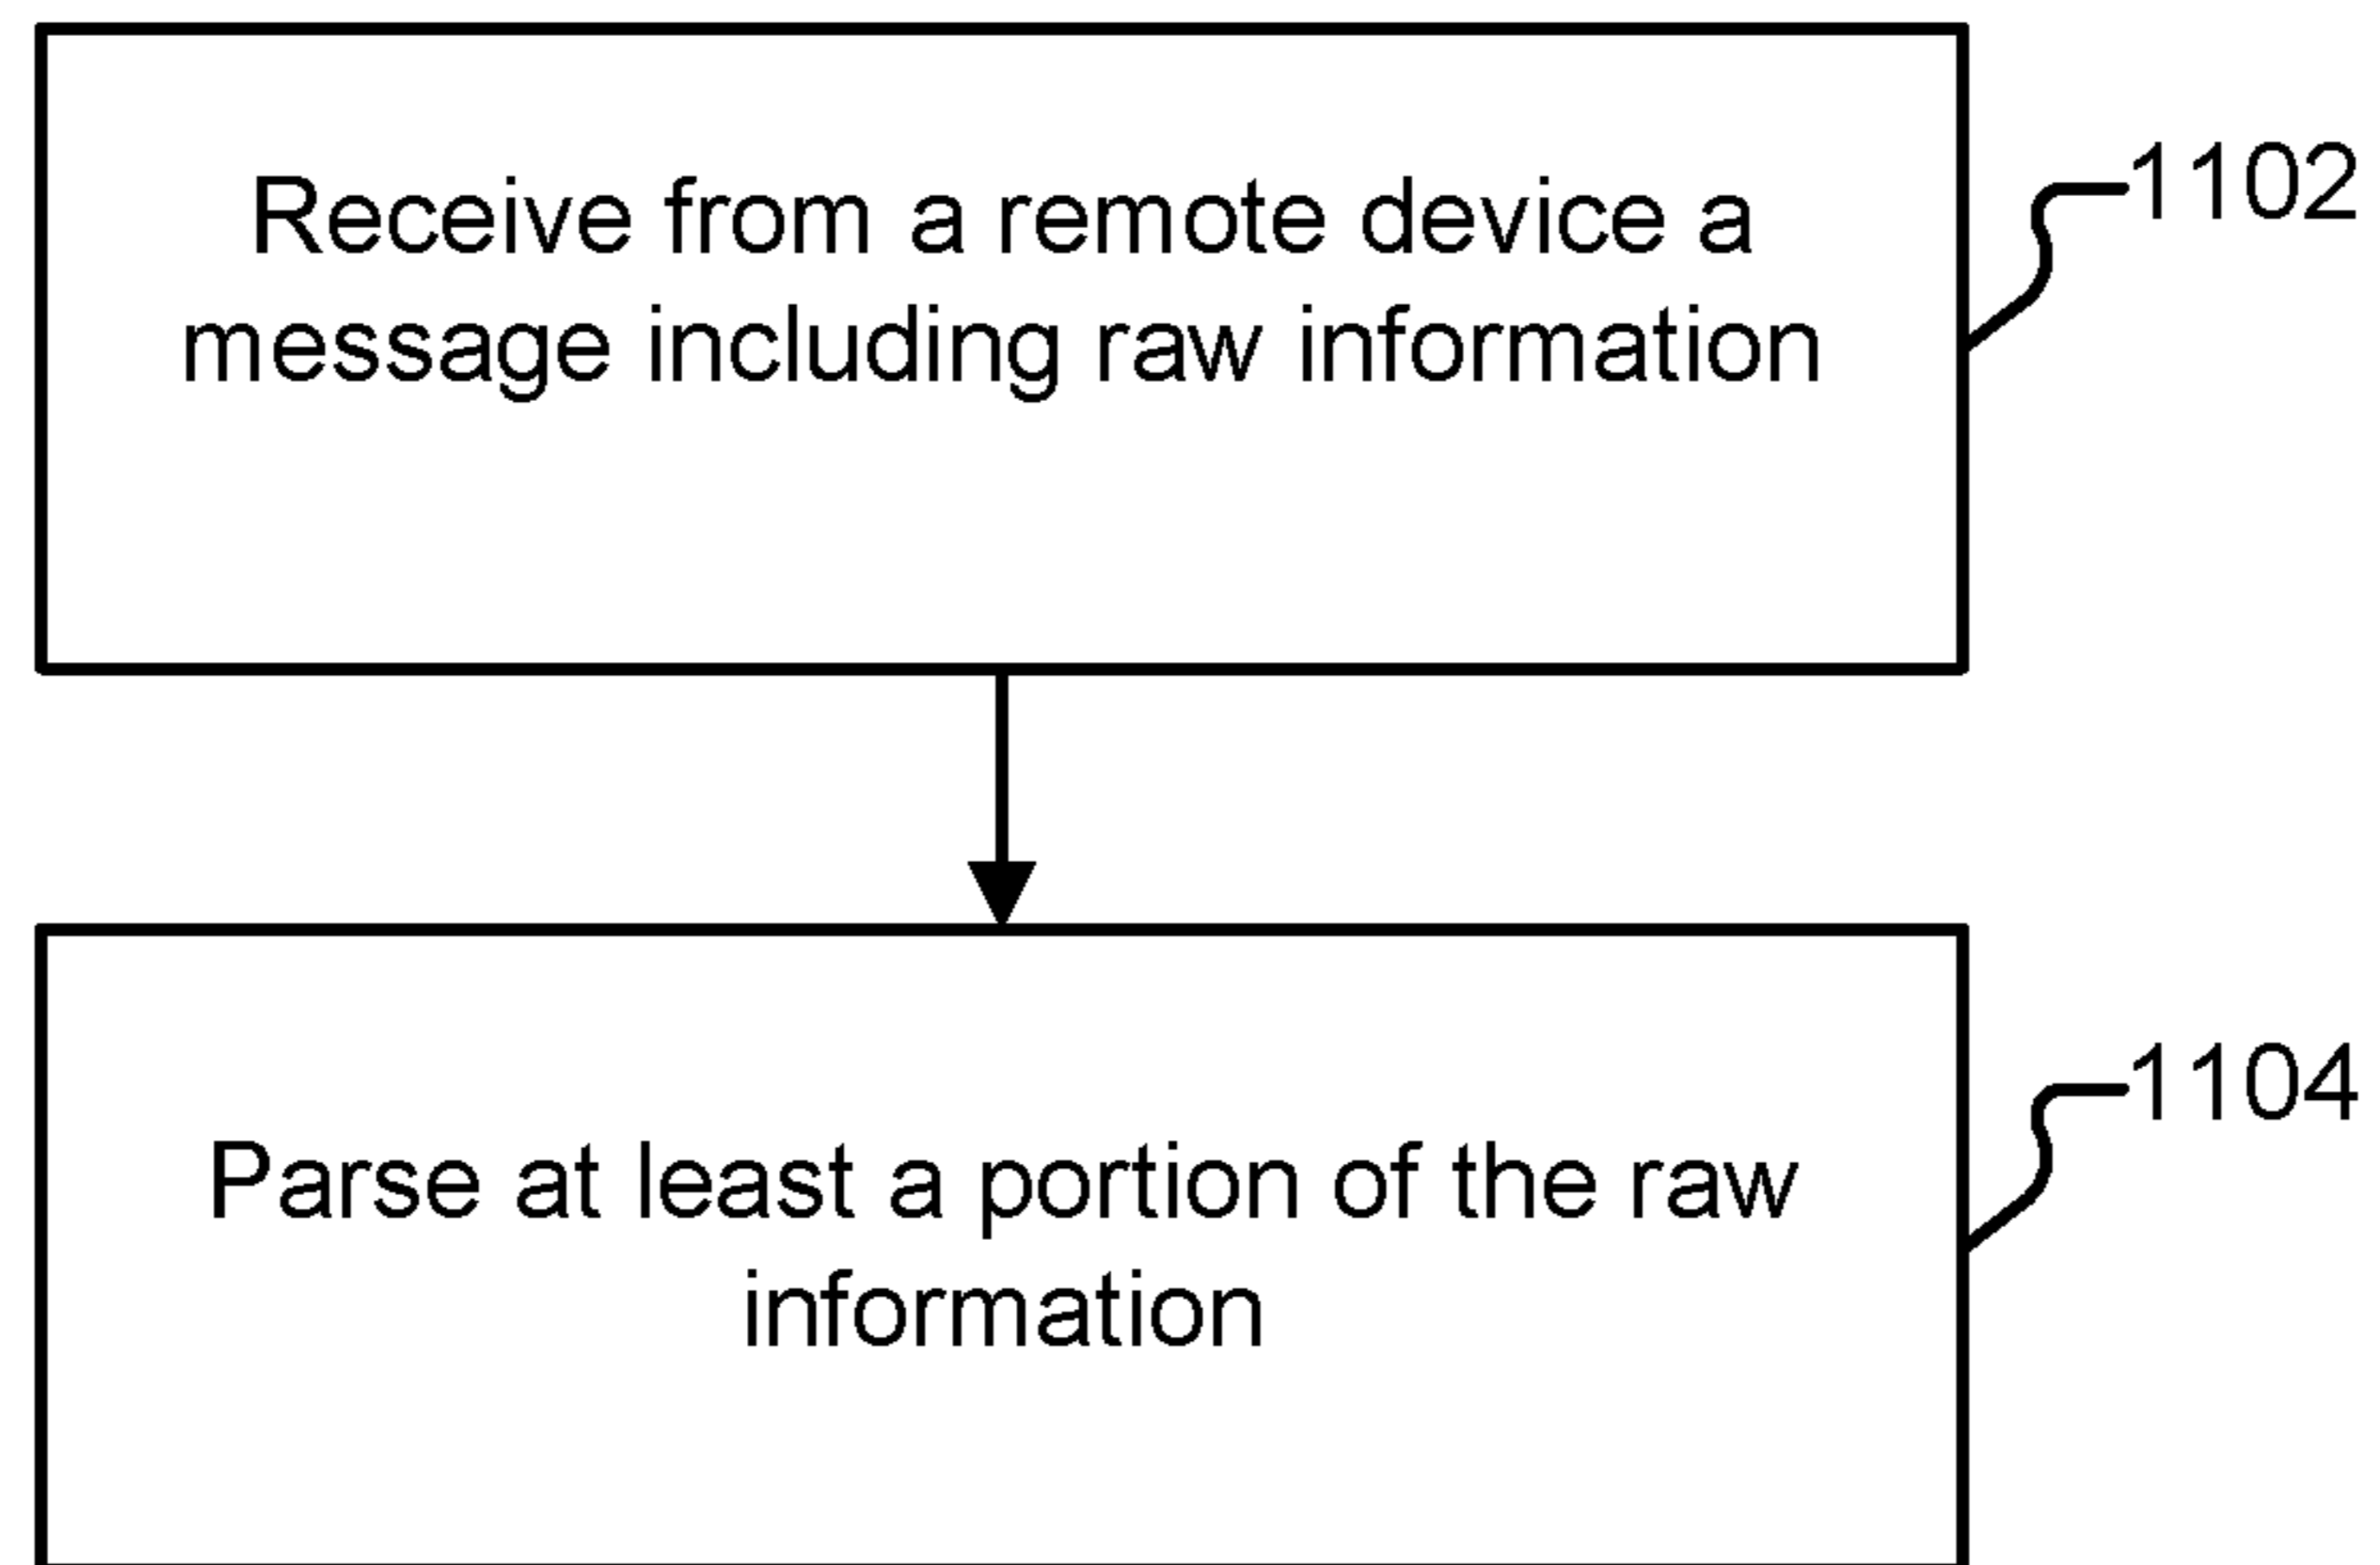 Receive from a remote device a
message including raw information
1102
Parse at least a portion of the raw
information
1104